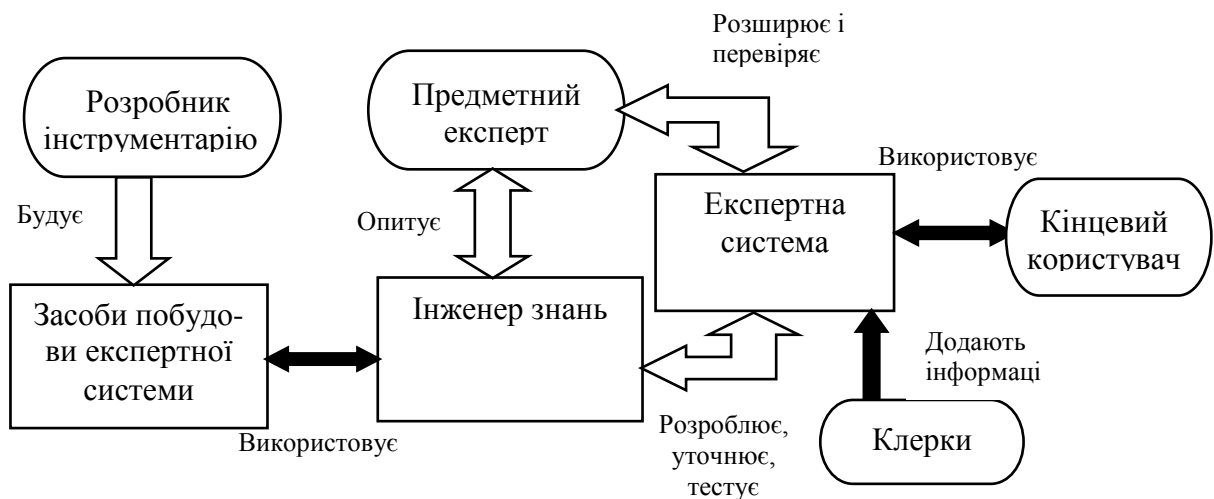 Розширює і
перевіряє
Розробник
інструментарію
Предметний
експерт
Використовує
Будує
Опитує
Експертна
система
Кінцевий
користувач
Засоби побудо-
ви експертної
системи
Інженер знань
Додають
інформаці
Використовує
Розроблює,
уточнює,
тестує
Клерки